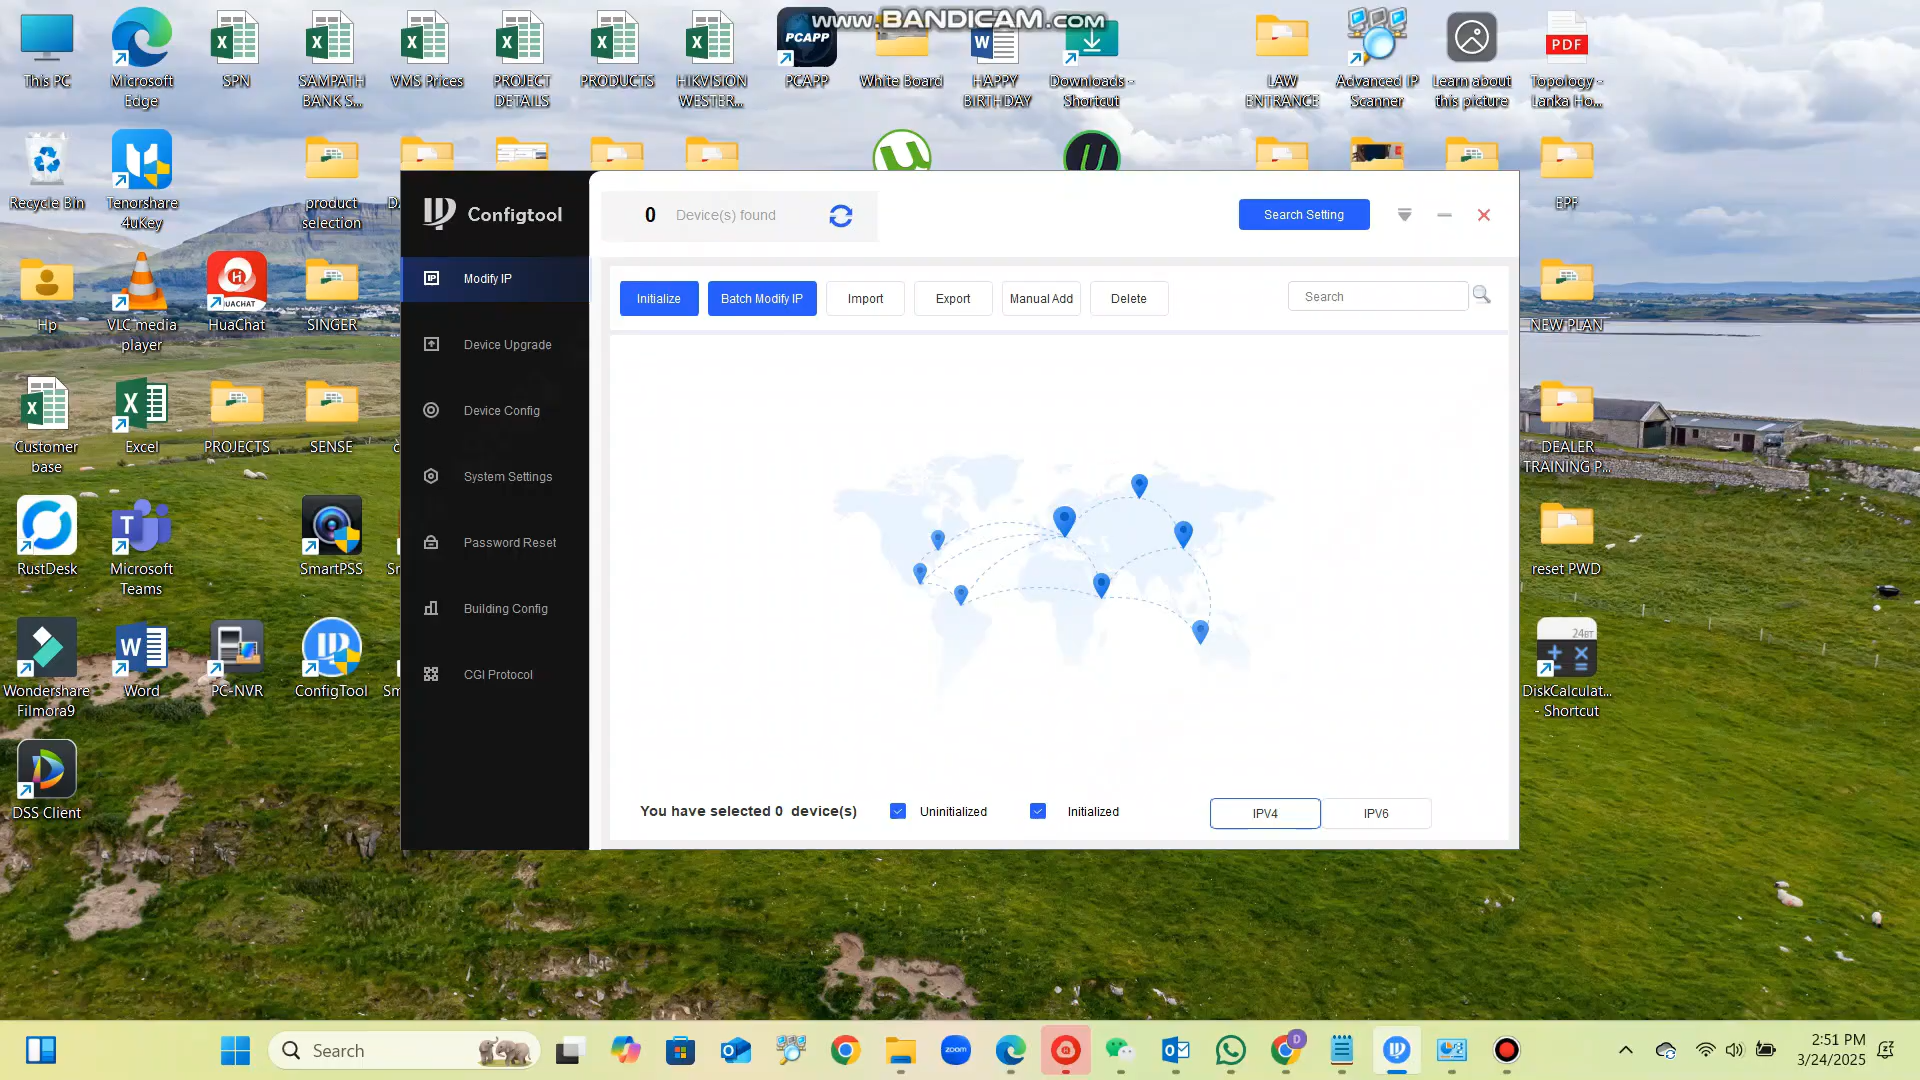 www.BANDICAM.com
This PC
Microsoft
Edge
SPN
SAMPATH
BANK S...
VMS Prices
PROJECT
DETAILS
PRODUCTS
HIKVISION
WESTER...
PCAPP
PCAPP
White Board
HAPPY
BIRTHDAY
Downloads -
Shortcut
LAW
ENTRANCE
Advanced IP
Scanner
Learn about
this picture
PDF
Topology -
Lanka Ho...
Recycle Bin
Tenorshare
4uKey
product
selection
EPF
Configtool
0 Device(s) found
Search Setting
Modify IP
Initialize
Batch Modify IP
Import
Export
Manual Add
Delete
Search
Hp
VLC media
player
HUACHAT
HuaChat
SINGER
NEW PLAN
Device Upgrade
Device Config
System Settings
Password Reset
Building Config
CGI Protocol
Customer
base
Excel
PROJECTS
SENSE
DEALER
TRAINING P...
RustDesk
Microsoft
Teams
SmartPSS
reset PWD
Wondershare
Filmora9
Word
PC-NVR
ConfigTool
24BT
DiskCalculat...
- Shortcut
DSS Client
You have selected 0 device(s)
Uninitialized
Initialized
IPV4
IPV6
Search
zoom
D
2:51 PM
3/24/2025